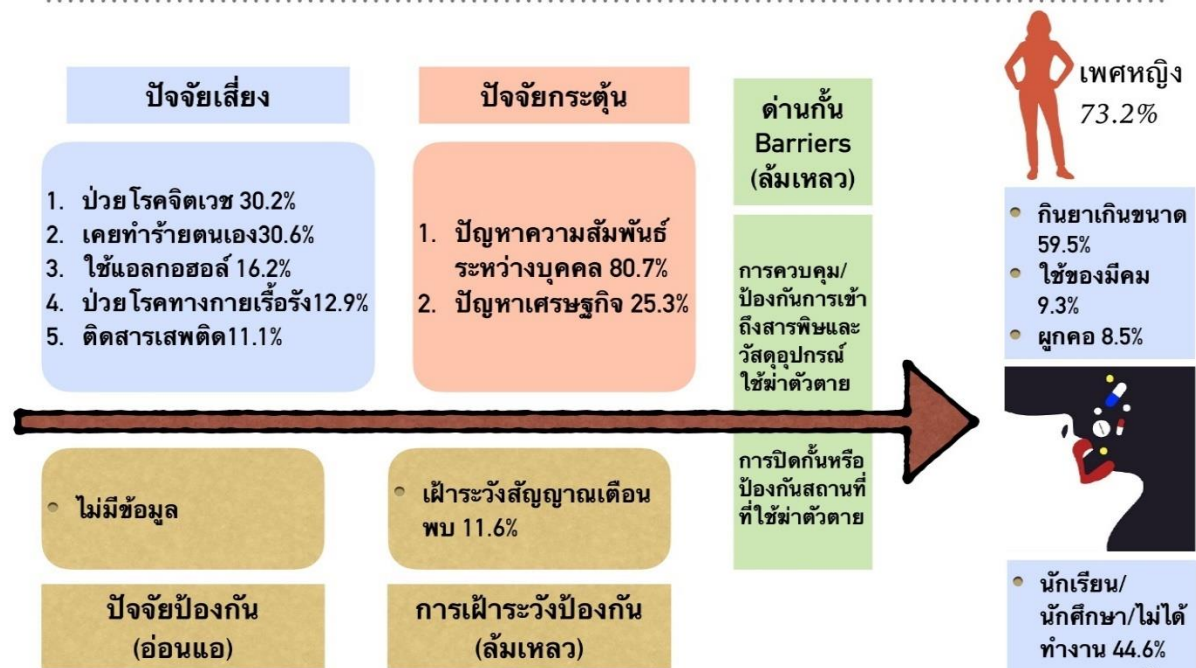 ปัจจัยเสี่ยง
1. ป่วยโรคจิตเวช 30.2%
2. เคยทำร้ายตนเอง30.6%
3. ใช้แอลกอฮอล์ 16.2%
4. ป่วยโรคทางกายเรื้อรัง12.9%
5. ติดสารเสพติด11.1%
ปัจจัยกระตุ้น
1. ปัญหาความสัมพันธ์
ระหว่างบุคคล 80.7%
2. ปัญหาเศรษฐกิจ 25.3%
ด่านกั้น
Barriers
(ล้มเหลว)
การควบคุม/
ป้องกันการเข้า
ถึงสารพิษและ
วัสดุอุปกรณ์
ใช้ฆ่าตัวตาย
การปิดกั้นหรือ
ป้องกันสถานที่
ที่ใช้ฆ่าตัวตาย
เพศหญิง
73.2%
กินยาเกินขนาด
59.5%
ใช้ของมีคม
9.3%
ผูกคอ 8.5%
ไม่มีข้อมูล
ปัจจัยป้องกัน
(อ่อนแอ)
เฝ้าระวังสัญญาณเตือน
พบ 11.6%
การเฝ้าระวังป้องกัน
(ล้มเหลว)
นักเรียน/
นักศึกษา/ไม่ได้
ทำงาน 44.6%